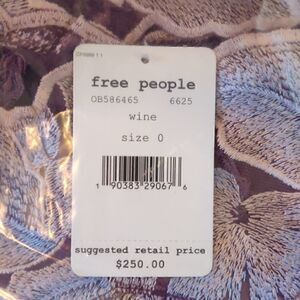 free people
OB586465 6625
wine
size 0
1 90383 29067 6
suggested retail price
$250.00